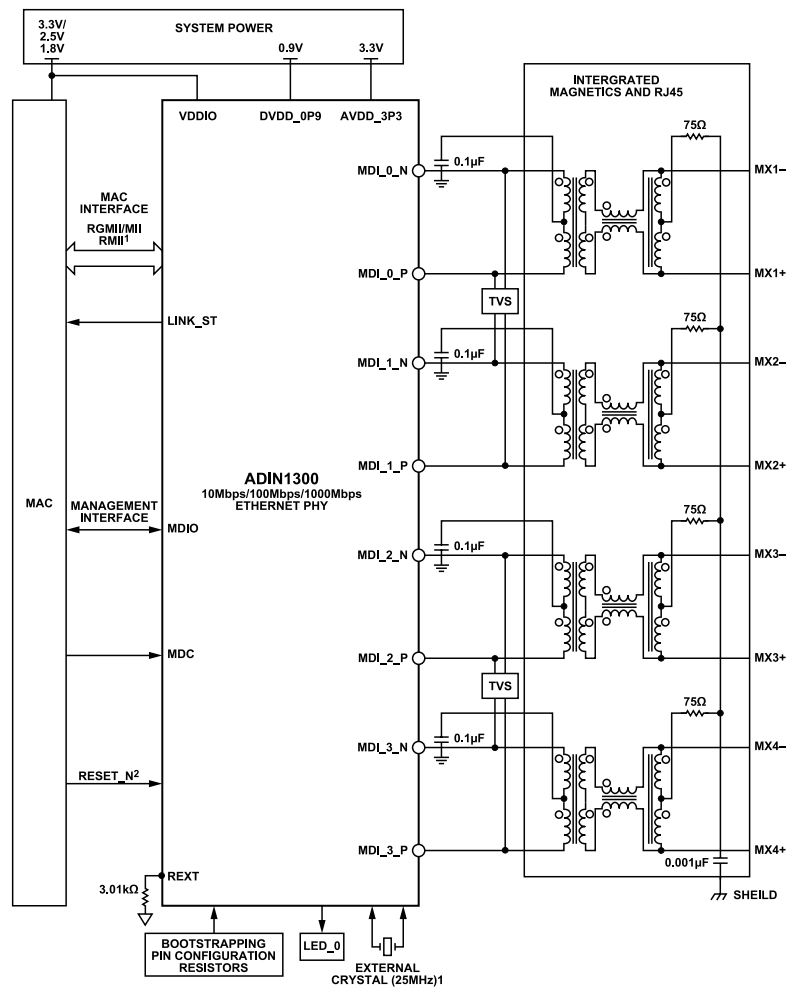 SYSTEM POWER
3.3V/
2.5V
1.8V
0.9V
3.3V
VDDIO
DVDD_0P9
AVDD_3P3
INTERGRATED
MAGNETICS AND RJ45
MAC
MAC
INTERFACE
RGMII/MII
RMII1
LINK_ST
MANAGEMENT
INTERFACE
MDIO
MDC
RESET_N2
REXT
3.01kΩ
ADIN1300
10Mbps/100Mbps/1000Mbps
ETHERNET PHY
MDI_0_N
0.1µF
75Ω
MX1–
MDI_0_P
MX1+
TVS
75Ω
MDI_1_N
0.1µF
MX2–
MDI_1_P
MX2+
75Ω
MDI_2_N
0.1µF
MX3–
MDI_2_P
MX3+
TVS
75Ω
MDI_3_N
0.1µF
MX4–
MDI_3_P
MX4+
0.001µF
SHEILD
BOOTSTRAPPING
PIN CONFIGURATION
RESISTORS
LED_0
EXTERNAL
CRYSTAL (25MHz)1